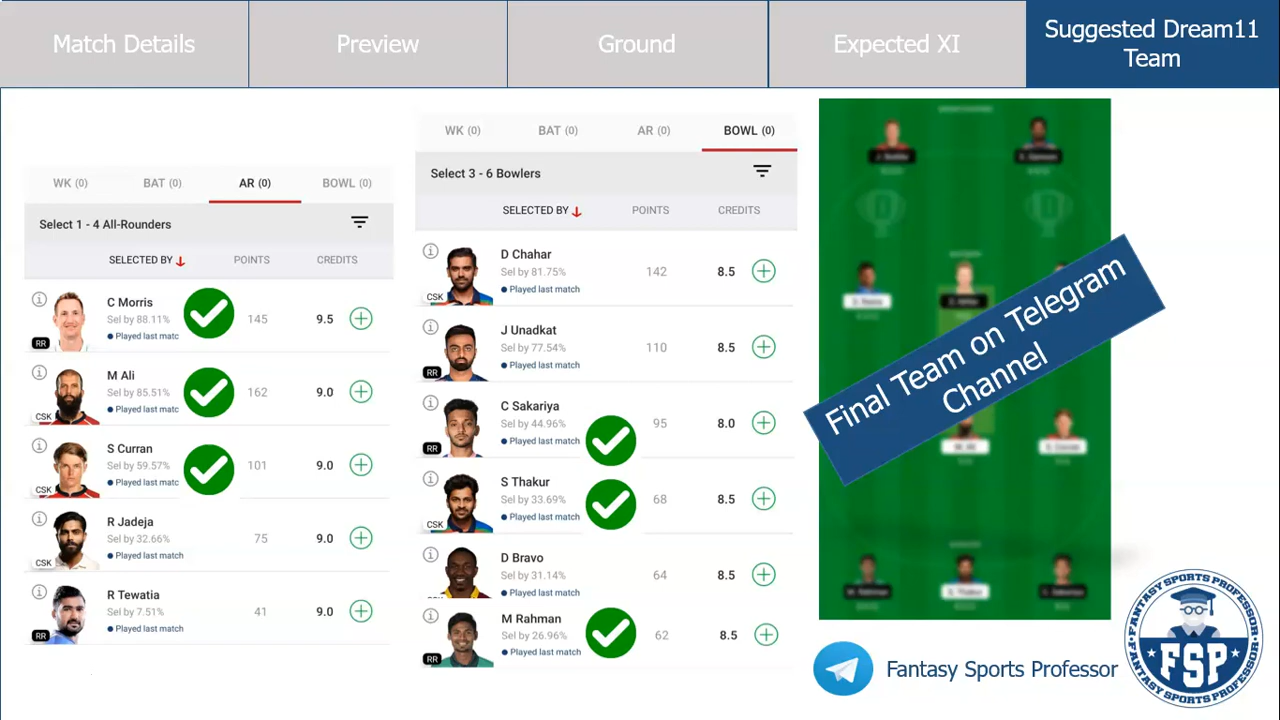 Match Details
Preview
Ground
Expected XI
Suggested Dream11
Team
WK (0) BAT (0) AR (0) BOWL (0)
Select 1 - 4 All-Rounders
SELECTED BY POINTS CREDITS
C Morris
Sel by 88.11% 145 9.5
Played last matc
RR
M Ali
Sel by 85.51% 162 9.0
Played last matc
CSK
S Curran
Sel by 59.57% 101 9.0
Played last matc
CSK
R Jadeja
Sel by 32.66% 75 9.0
Played last match
CSK
R Tewatia
Sel by 7.51% 41 9.0
Played last match
RR
WK (0) BAT (0) AR (0) BOWL (0)
Select 3 - 6 Bowlers
SELECTED BY POINTS CREDITS
D Chahar
Sel by 81.75% 142 8.5
Played last match
CSK
J Unadkat
Sel by 77.54% 110 8.5
Played last match
RR
C Sakariya
Sel by 44.96% 95 8.0
Played last match
RR
S Thakur
Sel by 33.69% 68 8.5
Played last match
CSK
D Bravo
Sel by 31.14% 64 8.5
Played last match
M Rahman
Sel by 26.96% 62 8.5
Played last match
RR
Final Team on Telegram
Channel
Fantasy Sports Professor
FANTASY SPORTS PROFESSOR
FANTASY SPORTS PROFESSOR
FSP